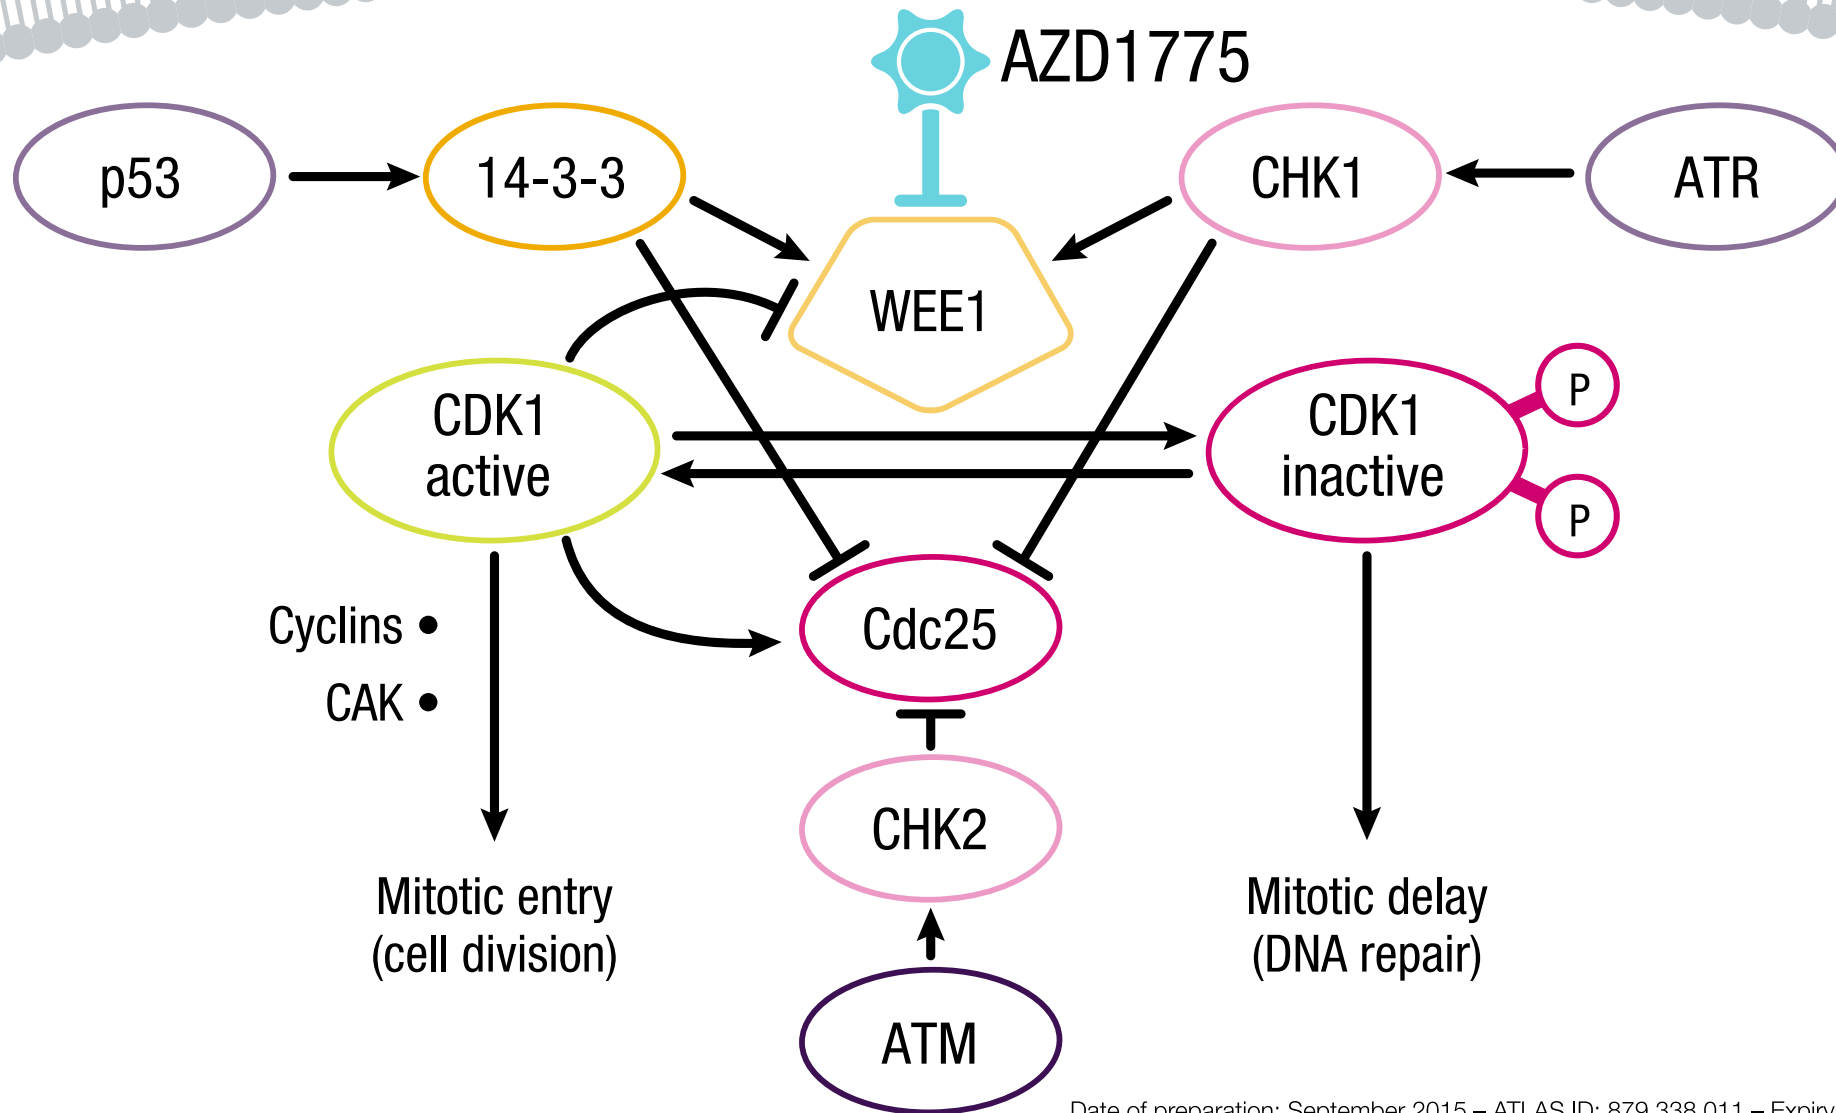 AZD1775
p53
14-3-3
CHK1
ATR
WEE1
CDK1
active
CDK1
inactive
P
P
Cyclins •
CAK •
Cdc25
CHK2
Mitotic entry
(cell division)
Mitotic delay
(DNA repair)
ATM
Date of preparation: September 2015 – ATLAS ID: 879,338.011 – Expiry